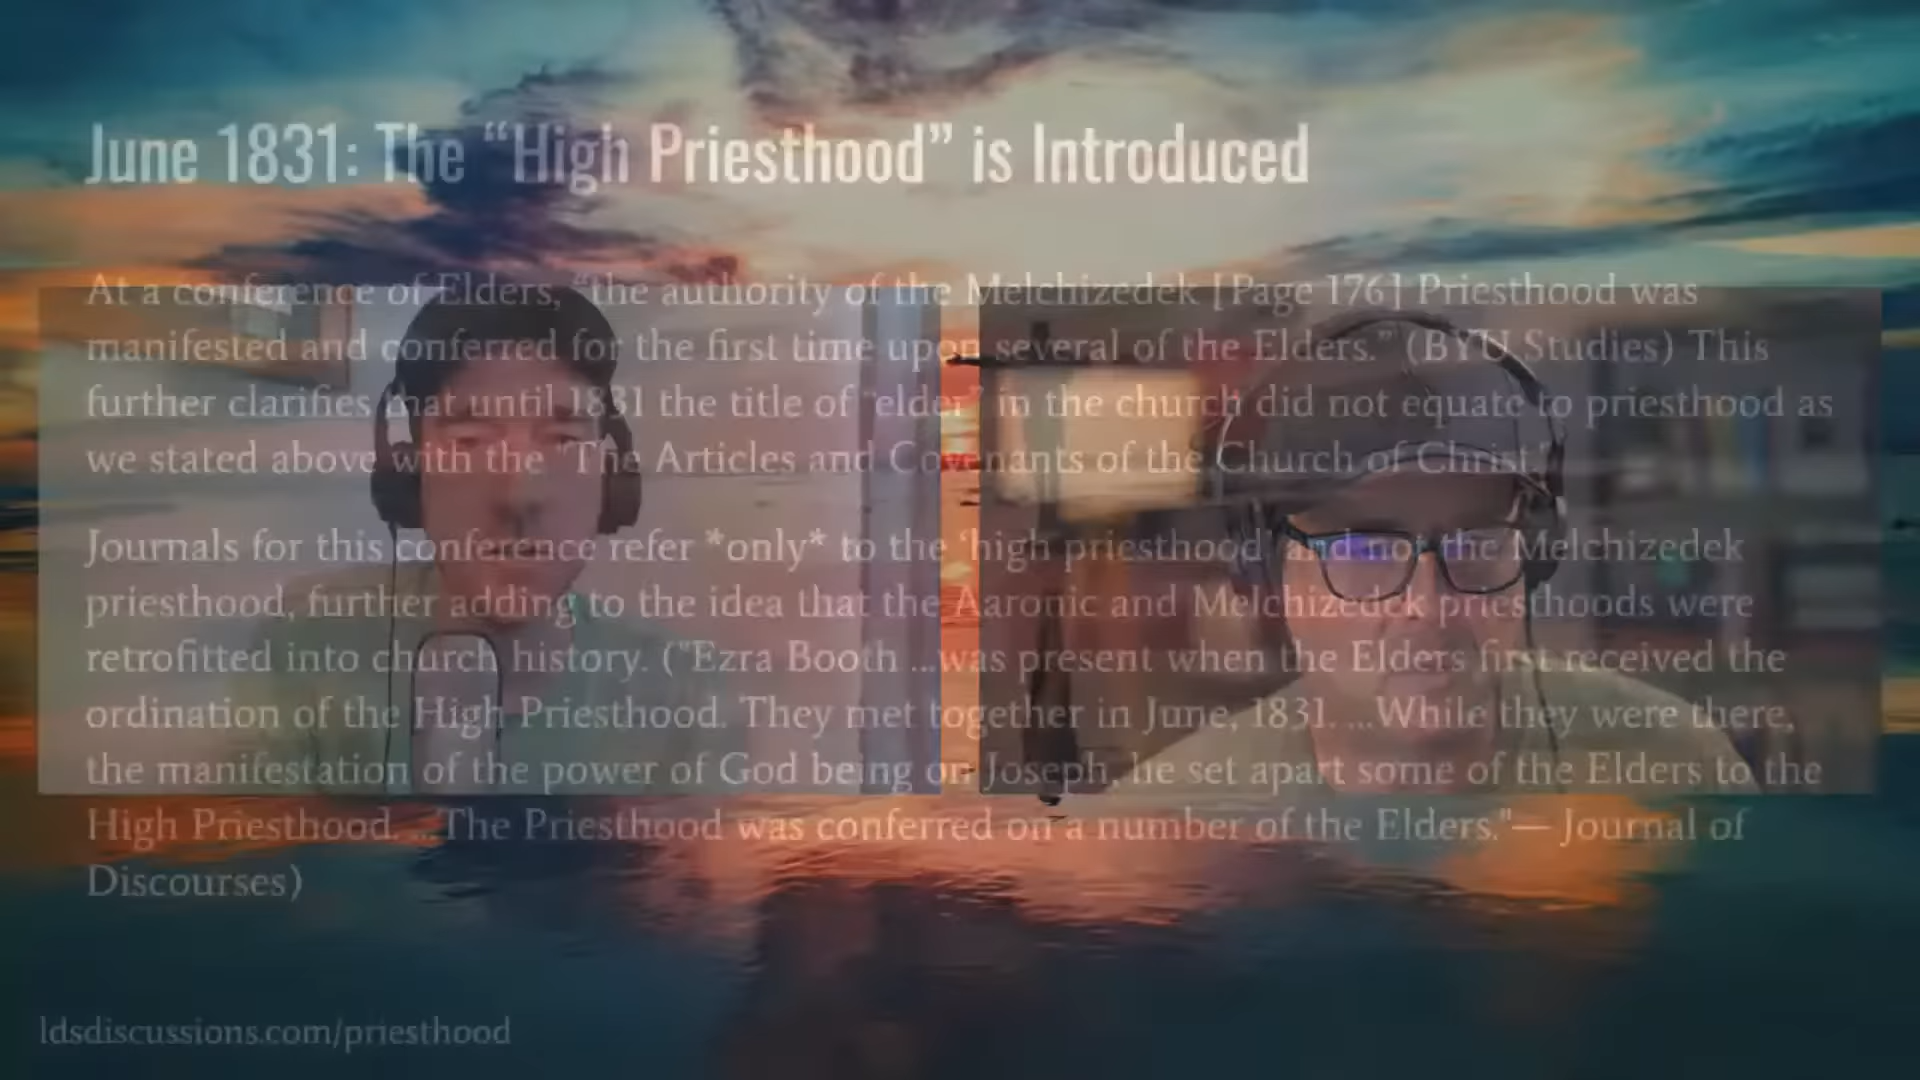 June 1831: The “High Priesthood” is Introduced
At a conference of Elders, “the authority of the Melchizedek [Page 176] Priesthood was
manifested and conferred for the first time upon several of the Elders.” (BYU Studies) This
further clarifies that until 1831 the title of "elder" in the church did not equate to priesthood as
we stated above with the "The Articles and Covenants of the Church of Christ."
Journals for this conference refer *only* to the 'high priesthood' and not the Melchizedek
priesthood, further adding to the idea that the Aaronic and Melchizedek priesthoods were
retrofitted into church history. ("Ezra Booth ...was present when the Elders first received the
ordination of the High Priesthood. They met together in June, 1831. ...While they were there,
the manifestation of the power of God being on Joseph, he set apart some of the Elders to the
High Priesthood. ...The Priesthood was conferred on a number of the Elders."— Journal of
Discourses)
ldsdiscussions.com/priesthood